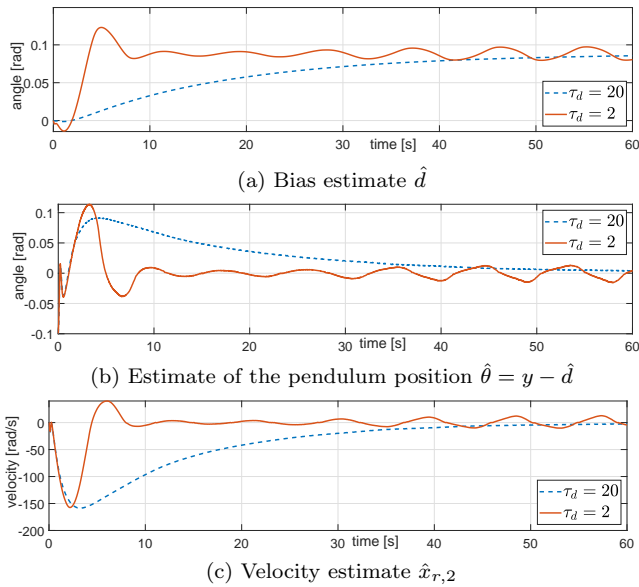 0.1
0.05
0
angle [rad]
τ_d = 20
τ_d = 2
0 10 20 30 40 50 60
time [s]
(a) Bias estimate d̂
0.1
0.05
0
-0.05
-0.1
angle [rad]
τ_d = 20
τ_d = 2
0 10 20 30 40 50 60
time [s]
(b) Estimate of the pendulum position θ̂ = y − d̂
0
-50
-100
-150
-200
velocity [rad/s]
τ_d = 20
τ_d = 2
0 10 20 30 40 50 60
time [s]
(c) Velocity estimate x̂_{r,2}